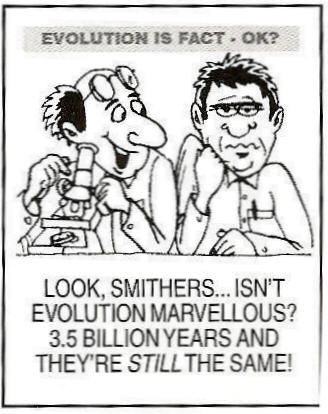 EVOLUTION IS FACT - OK?
LOOK, SMITHERS... ISN'T
EVOLUTION MARVELLOUS?
3.5 BILLION YEARS AND
THEY'RE STILL THE SAME!